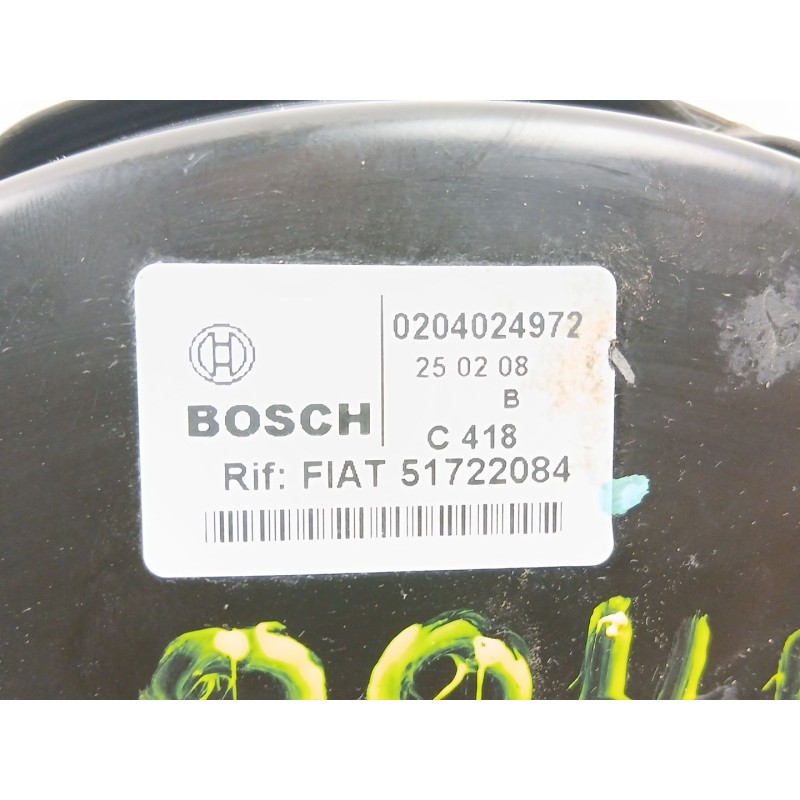 0204024972
25 02 08
B
BOSCH
C 418
Rif: FIAT 51722084